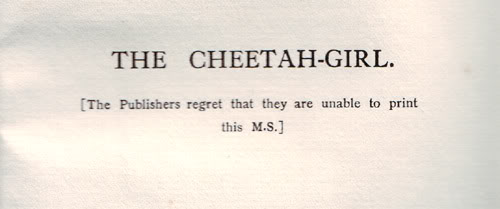 THE CHEETAH-GIRL.
[The Publishers regret that they are unable to print
this M.S.]